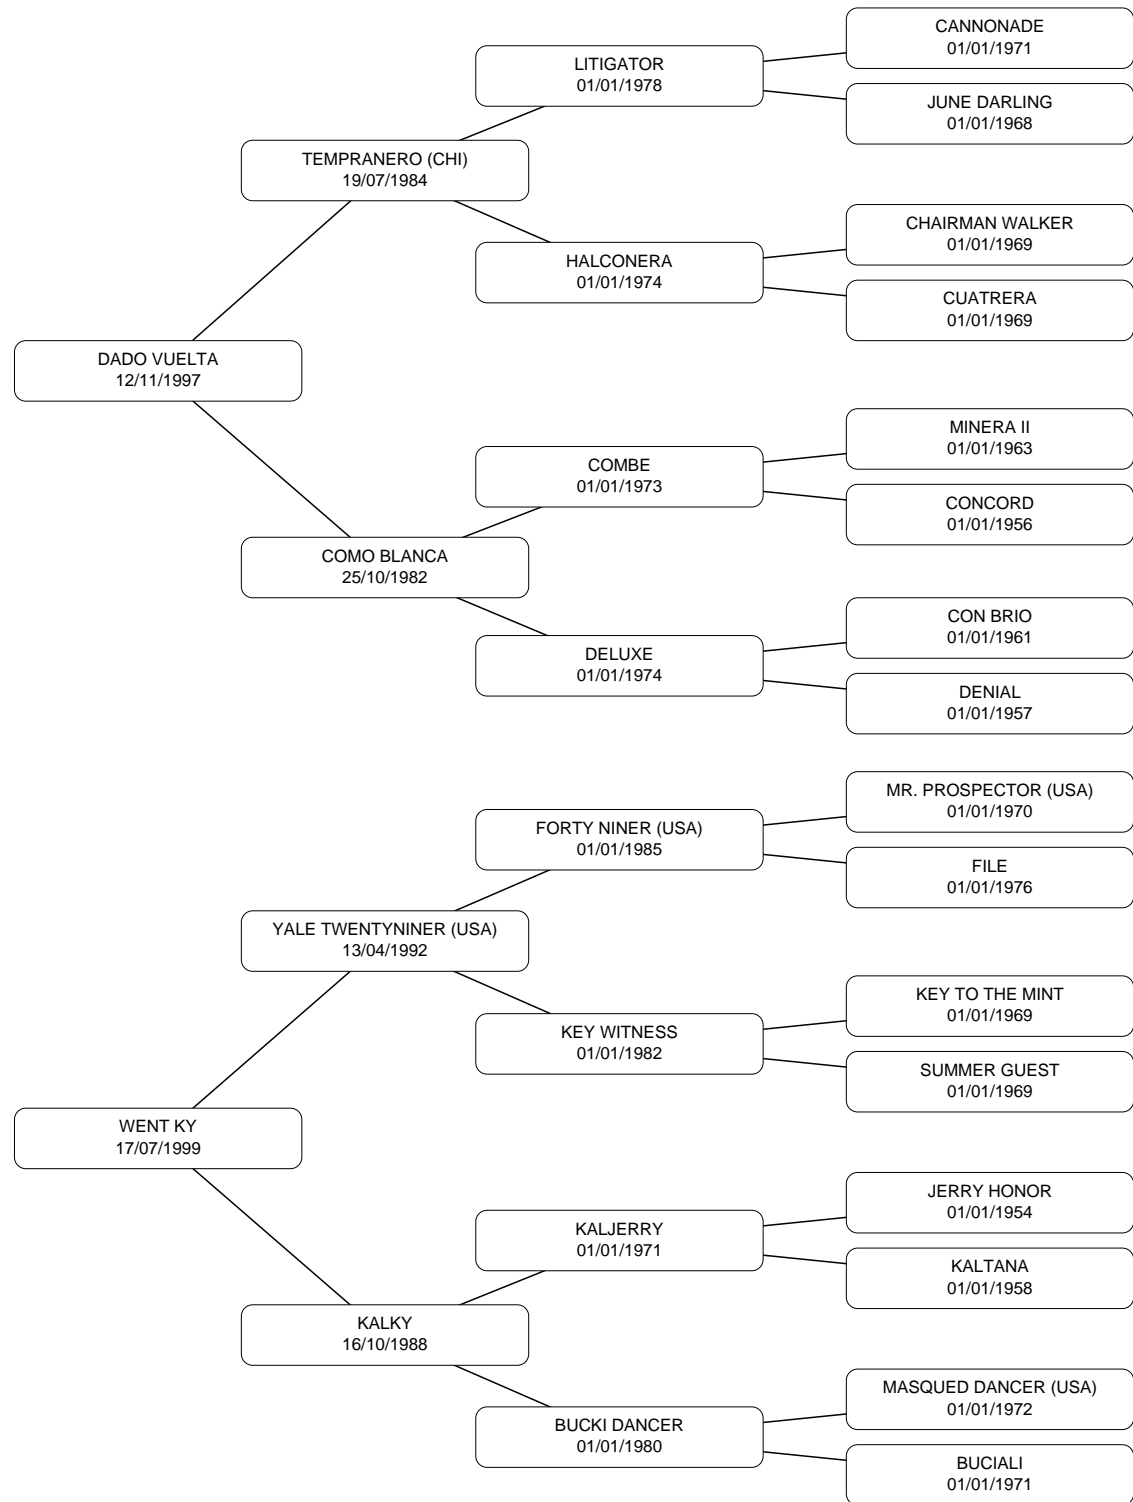 CANNONADE
01/01/1971
LITIGATOR
01/01/1978
JUNE DARLING
01/01/1968
TEMPRANERO (CHI)
19/07/1984
CHAIRMAN WALKER
01/01/1969
HALCONERA
01/01/1974
CUATRERA
01/01/1969
DADO VUELTA
12/11/1997
MINERA II
01/01/1963
COMBE
01/01/1973
CONCORD
01/01/1956
COMO BLANCA
25/10/1982
CON BRIO
01/01/1961
DELUXE
01/01/1974
DENIAL
01/01/1957
MR. PROSPECTOR (USA)
01/01/1970
FORTY NINER (USA)
01/01/1985
FILE
01/01/1976
YALE TWENTYNINER (USA)
13/04/1992
KEY TO THE MINT
01/01/1969
KEY WITNESS
01/01/1982
SUMMER GUEST
01/01/1969
WENT KY
17/07/1999
JERRY HONOR
01/01/1954
KALJERRY
01/01/1971
KALTANA
01/01/1958
KALKY
16/10/1988
MASQUED DANCER (USA)
01/01/1972
BUCKI DANCER
01/01/1980
BUCIALI
01/01/1971